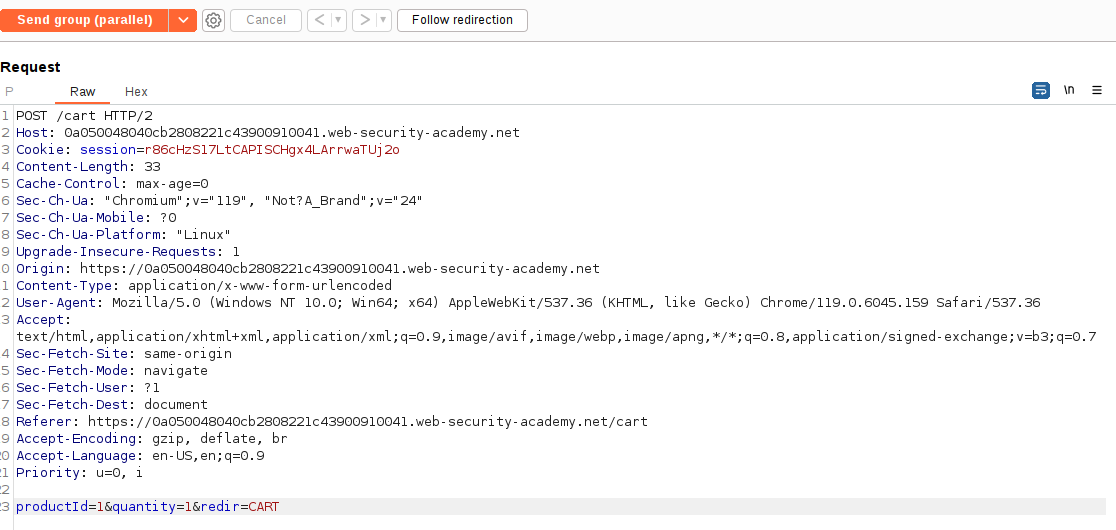 Send group (parallel)
Cancel
<
>
Follow redirection
Request
P Raw Hex
\n
1 POST /cart HTTP/2
2 Host: 0a050048040cb2808221c43900910041.web-security-academy.net
3 Cookie: session=r86cHzS17LtCAPISCHgx4LArrwaTUj2o
4 Content-Length: 33
5 Cache-Control: max-age=0
6 Sec-Ch-Ua: "Chromium";v="119", "Not?A_Brand";v="24"
7 Sec-Ch-Ua-Mobile: ?0
8 Sec-Ch-Ua-Platform: "Linux"
9 Upgrade-Insecure-Requests: 1
0 Origin: https://0a050048040cb2808221c43900910041.web-security-academy.net
1 Content-Type: application/x-www-form-urlencoded
2 User-Agent: Mozilla/5.0 (Windows NT 10.0; Win64; x64) AppleWebKit/537.36 (KHTML, like Gecko) Chrome/119.0.6045.159 Safari/537.36
3 Accept:
text/html,application/xhtml+xml,application/xml;q=0.9,image/avif,image/webp,image/apng,*/*;q=0.8,application/signed-exchange;v=b3;q=0.7
4 Sec-Fetch-Site: same-origin
5 Sec-Fetch-Mode: navigate
6 Sec-Fetch-User: ?1
7 Sec-Fetch-Dest: document
8 Referer: https://0a050048040cb2808221c43900910041.web-security-academy.net/cart
9 Accept-Encoding: gzip, deflate, br
20 Accept-Language: en-US,en;q=0.9
21 Priority: u=0, i
22
23 productId=1&quantity=1&redir=CART